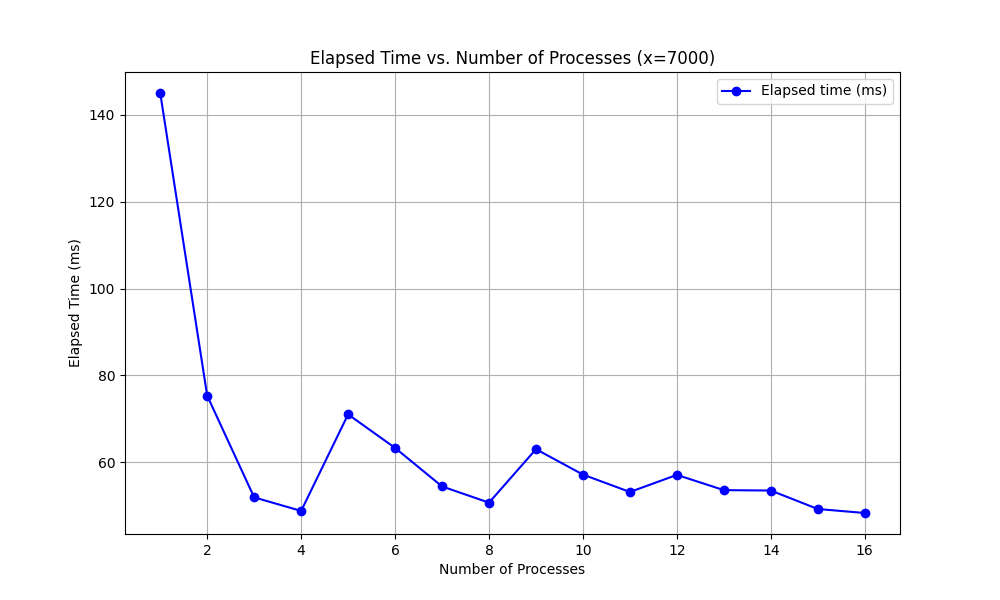 Elapsed Time vs. Number of Processes (x=7000)
Elapsed time (ms)
140
120
100
80
60
Elapsed Time (ms)
2 4 6 8 10 12 14 16
Number of Processes